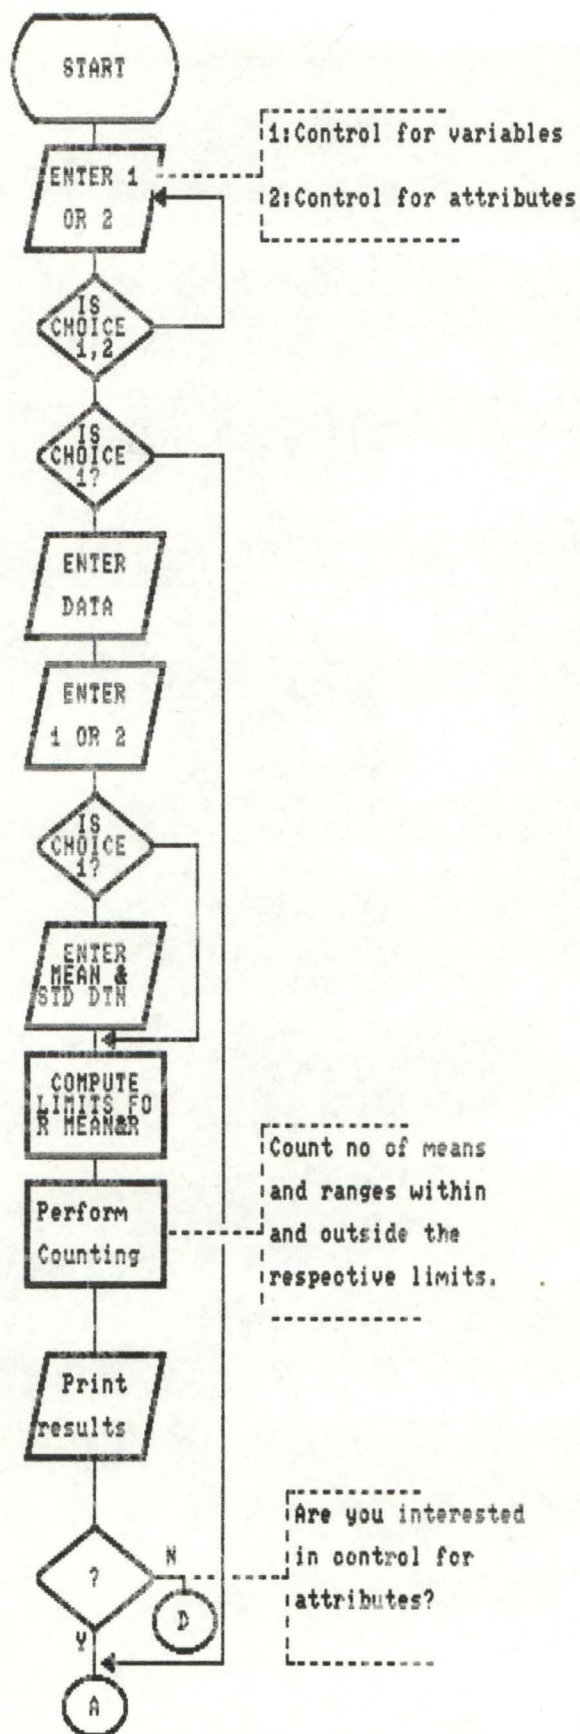 START
ENTER 1
OR 2
1:Control for variables
2:Control for attributes
IS
CHOICE
1,2
IS
CHOICE
1?
ENTER
DATA
ENTER
1 OR 2
IS
CHOICE
1?
ENTER
MEAN &
STD DTN
COMPUTE
LIMITS FO
R MEAN&R
Perform
Counting
Count no of means
and ranges within
and outside the
respective limits.
Print
results
?
N
Y
D
Are you interested
in control for
attributes?
A